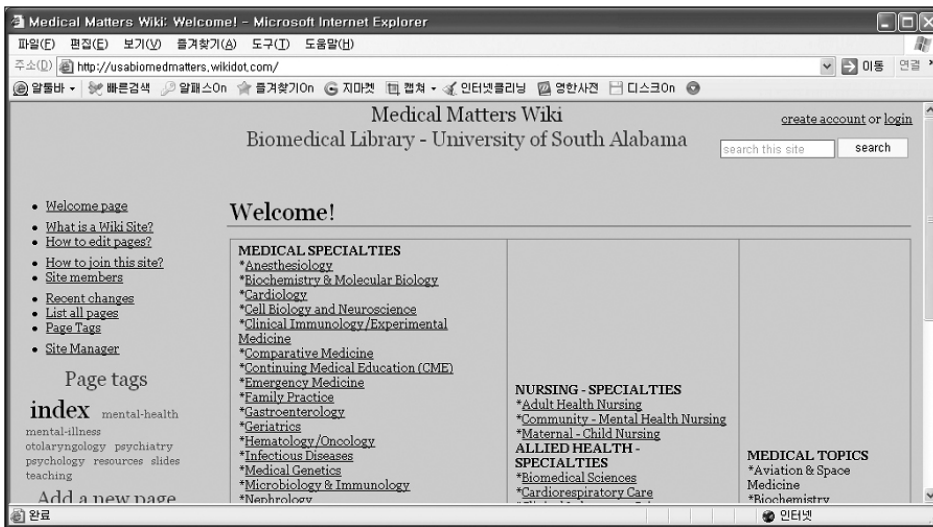 Medical Matters Wiki: Welcome! - Microsoft Internet Explorer
파일(F) 편집(E) 보기(V) 즐겨찾기(A) 도구(T) 도움말(H)
주소(D) http://usabiomedmatters.wikidot.com/ 이동 연결 »
알툴바 빠른검색 알패스On 즐겨찾기On 지마켓 캡쳐 인터넷클리닝 영한사전 디스크On
Medical Matters Wiki
Biomedical Library - University of South Alabama
create account or login
search this site search
• Welcome page
• What is a Wiki Site?
• How to edit pages?
• How to join this site?
• Site members
• Recent changes
• List all pages
• Page Tags
• Site Manager
Page tags
index mental-health
mental-illness
otolaryngology psychiatry
psychology resources slides
teaching
Add a new page
Welcome!
MEDICAL SPECIALTIES
*Anesthesiology
*Biochemistry & Molecular Biology
*Cardiology
*Cell Biology and Neuroscience
*Clinical Immunology/Experimental
Medicine
*Comparative Medicine
*Continuing Medical Education (CME)
*Emergency Medicine
*Family Practice
*Gastroenterology
*Geriatrics
*Hematology/Oncology
*Infectious Diseases
*Medical Genetics
*Microbiology & Immunology
*Nephrology
NURSING - SPECIALTIES
*Adult Health Nursing
*Community - Mental Health Nursing
*Maternal - Child Nursing
ALLIED HEALTH -
SPECIALTIES
*Biomedical Sciences
*Cardiorespiratory Care
MEDICAL TOPICS
*Aviation & Space
Medicine
*Biochemistry
완료 인터넷